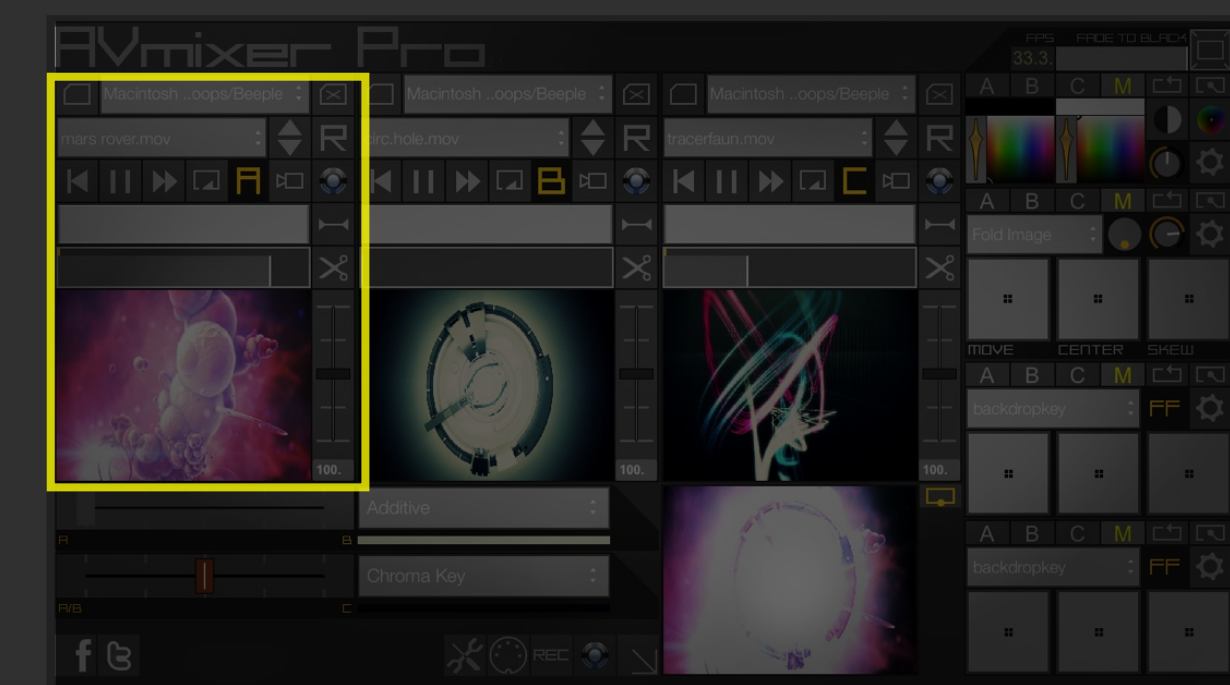 AVmixer Pro
FPS FADE TO BLACK
33.3.
Macintosh ..oops/Beeple
Macintosh ..oops/Beeple
Macintosh ..oops/Beeple
A B C M
mars rover.mov R
circ.hole.mov R
tracerfaun.mov R
A
B
C
A B C M
Fold Image
MOVE CENTER SKEW
A B C M
backdropkey FF
100.
100.
100.
Additive
A B
A B C M
backdropkey FF
Chroma Key
A/B C
REC